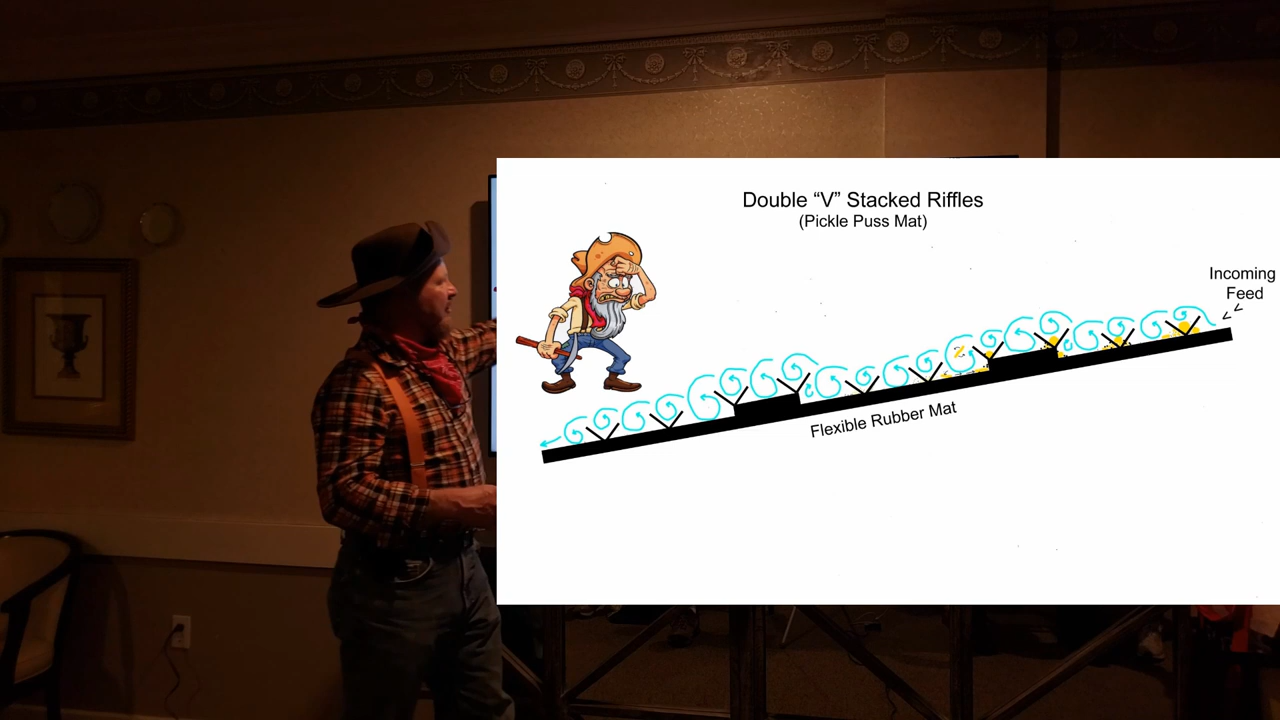 Double “V” Stacked Riffles
(Pickle Puss Mat)
Incoming
Feed
Flexible Rubber Mat